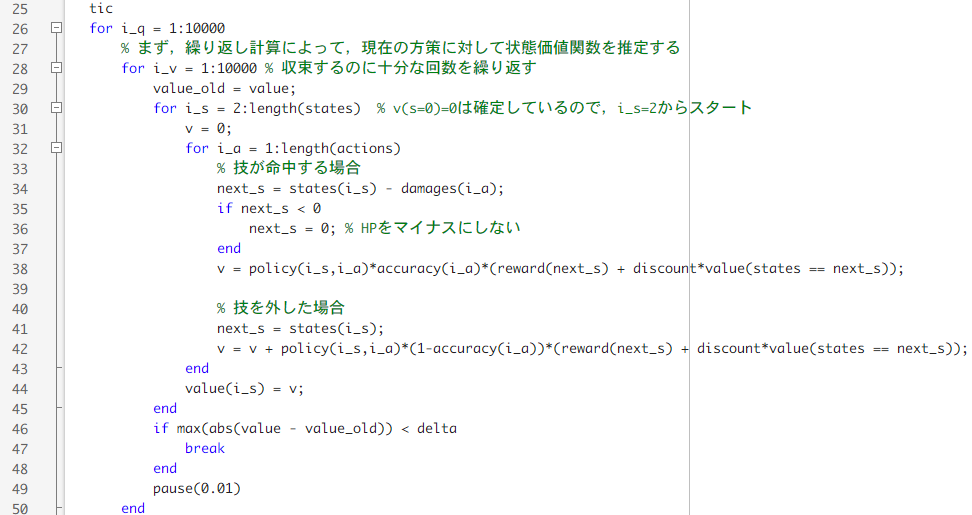 25 tic
26 for i_q = 1:10000
27 % まず，繰り返し計算によって，現在の方策に対して状態価値関数を推定する
28 for i_v = 1:10000 % 収束するのに十分な回数を繰り返す
29 value_old = value;
30 for i_s = 2:length(states) % v(s=0)=0は確定しているので，i_s=2からスタート
31 v = 0;
32 for i_a = 1:length(actions)
33 % 技が命中する場合
34 next_s = states(i_s) - damages(i_a);
35 if next_s < 0
36 next_s = 0; % HPをマイナスにしない
37 end
38 v = policy(i_s,i_a)*accuracy(i_a)*(reward(next_s) + discount*value(states == next_s));
39
40 % 技を外した場合
41 next_s = states(i_s);
42 v = v + policy(i_s,i_a)*(1-accuracy(i_a))*(reward(next_s) + discount*value(states == next_s));
43 end
44 value(i_s) = v;
45 end
46 if max(abs(value - value_old)) < delta
47 break
48 end
49 pause(0.01)
50 end